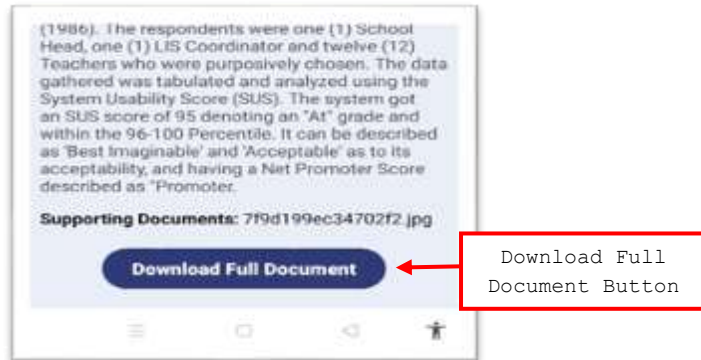 (1986). The respondents were one (1) School
Head, one (1) LIS Coordinator and twelve (12)
Teachers who were purposively chosen. The data
gathered was tabulated and analyzed using the
System Usability Score (SUS). The system got
an SUS score of 95 denoting an "At" grade and
within the 96-100 Percentile. It can be described
as 'Best Imaginable' and 'Acceptable' as to its
acceptability, and having a Net Promoter Score
described as "Promoter.
Supporting Documents: 7f9d199ec34702f2.jpg
Download Full Document
Download Full
Document Button